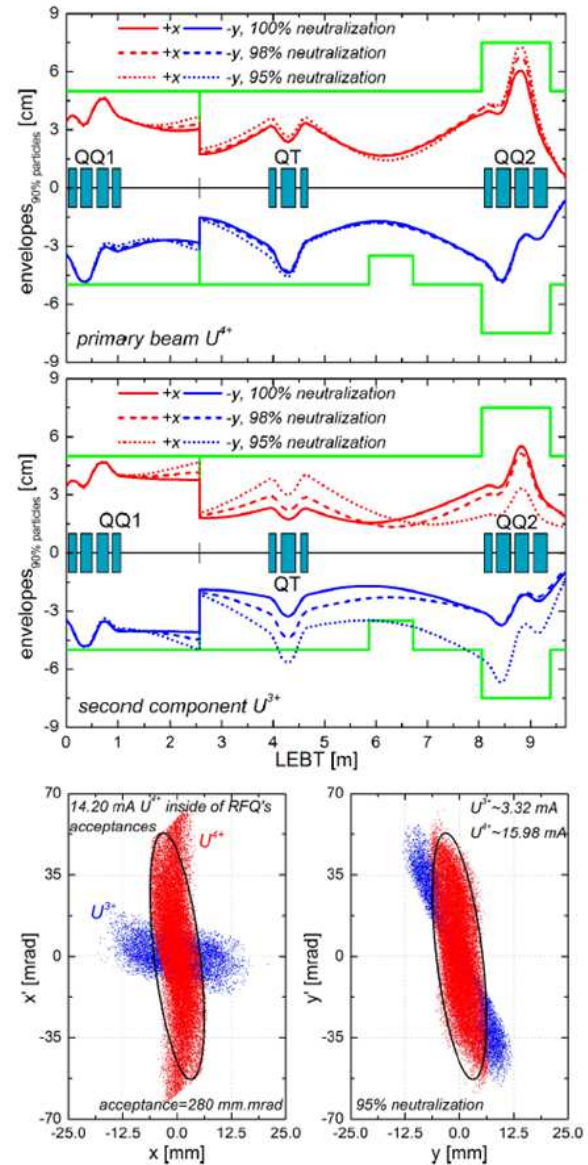 +x -y, 100% neutralization
+x -y, 98% neutralization
+x -y, 95% neutralization
9
6
3
0
-3
-6
-9
envelopes90% particles [cm]
QQ1
QT
QQ2
primary beam U4+
+x -y, 100% neutralization
+x -y, 98% neutralization
+x -y, 95% neutralization
9
6
3
0
-3
-6
-9
envelopes90% particles [cm]
QQ1
QT
QQ2
second component U3+
0 1 2 3 4 5 6 7 8 9
LEBT [m]
70
35
0
-35
-70
x' [mrad]
14.20 mA U4+ inside of RFQ's
acceptances
U4+
U3+
acceptance=280 mm.mrad
-25.0 -12.5 0.0 12.5 25.0
x [mm]
70
35
0
-35
-70
y' [mrad]
U3+~3.32 mA
U4+~15.98 mA
95% neutralization
-25.0 -12.5 0.0 12.5 25.0
y [mm]